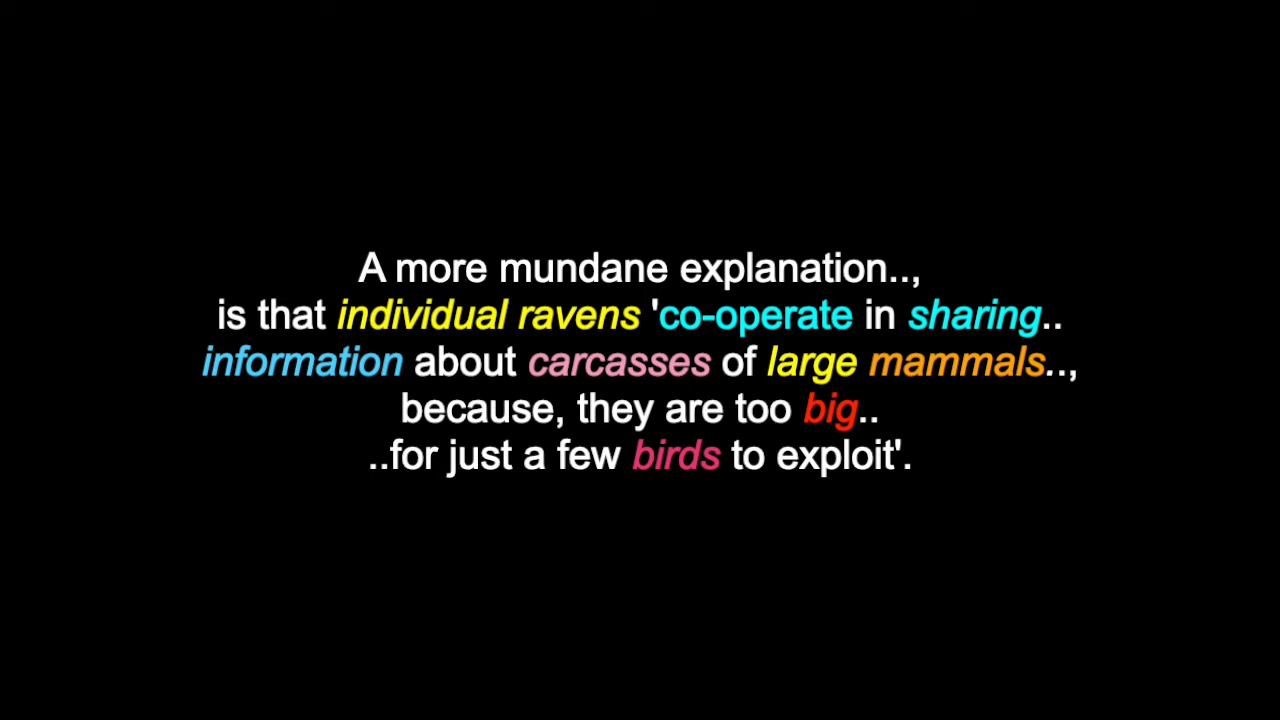 A more mundane explanation..,
is that individual ravens 'co-operate in sharing..
information about carcasses of large mammals..,
because, they are too big..
..for just a few birds to exploit'.